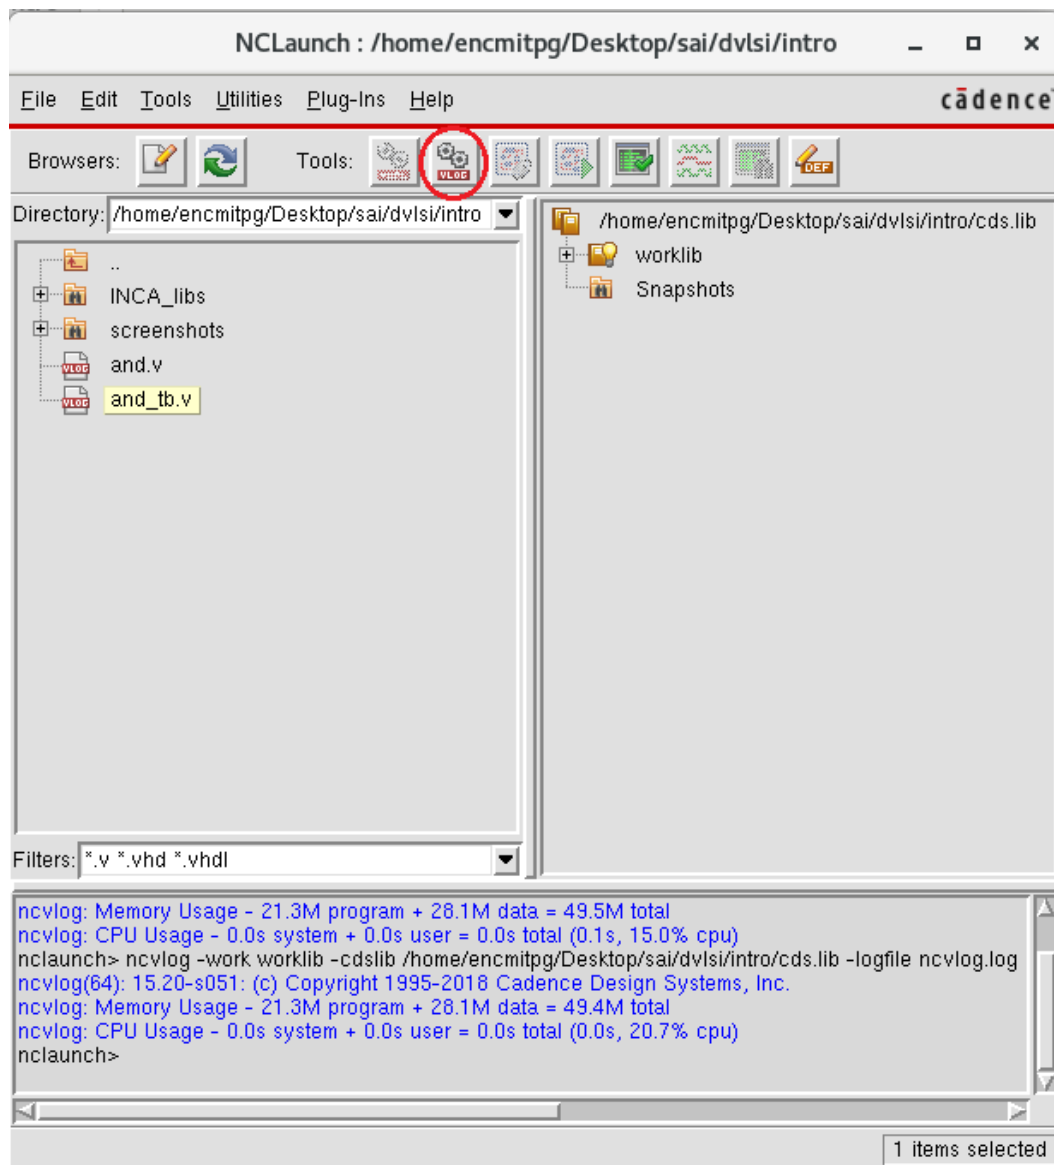 NCLaunch : /home/encmitpg/Desktop/sai/dvlsi/intro
File Edit Tools Utilities Plug-Ins Help cādence
Browsers: Tools: VLOG DEF
Directory: /home/encmitpg/Desktop/sai/dvlsi/intro
..
INCA_libs
screenshots
VLOG and.v
VLOG and_tb.v
/home/encmitpg/Desktop/sai/dvlsi/intro/cds.lib
worklib
Snapshots
Filters: *.v *.vhd *.vhdl
ncvlog: Memory Usage - 21.3M program + 28.1M data = 49.5M total
ncvlog: CPU Usage - 0.0s system + 0.0s user = 0.0s total (0.1s, 15.0% cpu)
nclaunch> ncvlog -work worklib -cdslib /home/encmitpg/Desktop/sai/dvlsi/intro/cds.lib -logfile ncvlog.log
ncvlog(64): 15.20-s051: (c) Copyright 1995-2018 Cadence Design Systems, Inc.
ncvlog: Memory Usage - 21.3M program + 28.1M data = 49.4M total
ncvlog: CPU Usage - 0.0s system + 0.0s user = 0.0s total (0.0s, 20.7% cpu)
nclaunch>
1 items selected